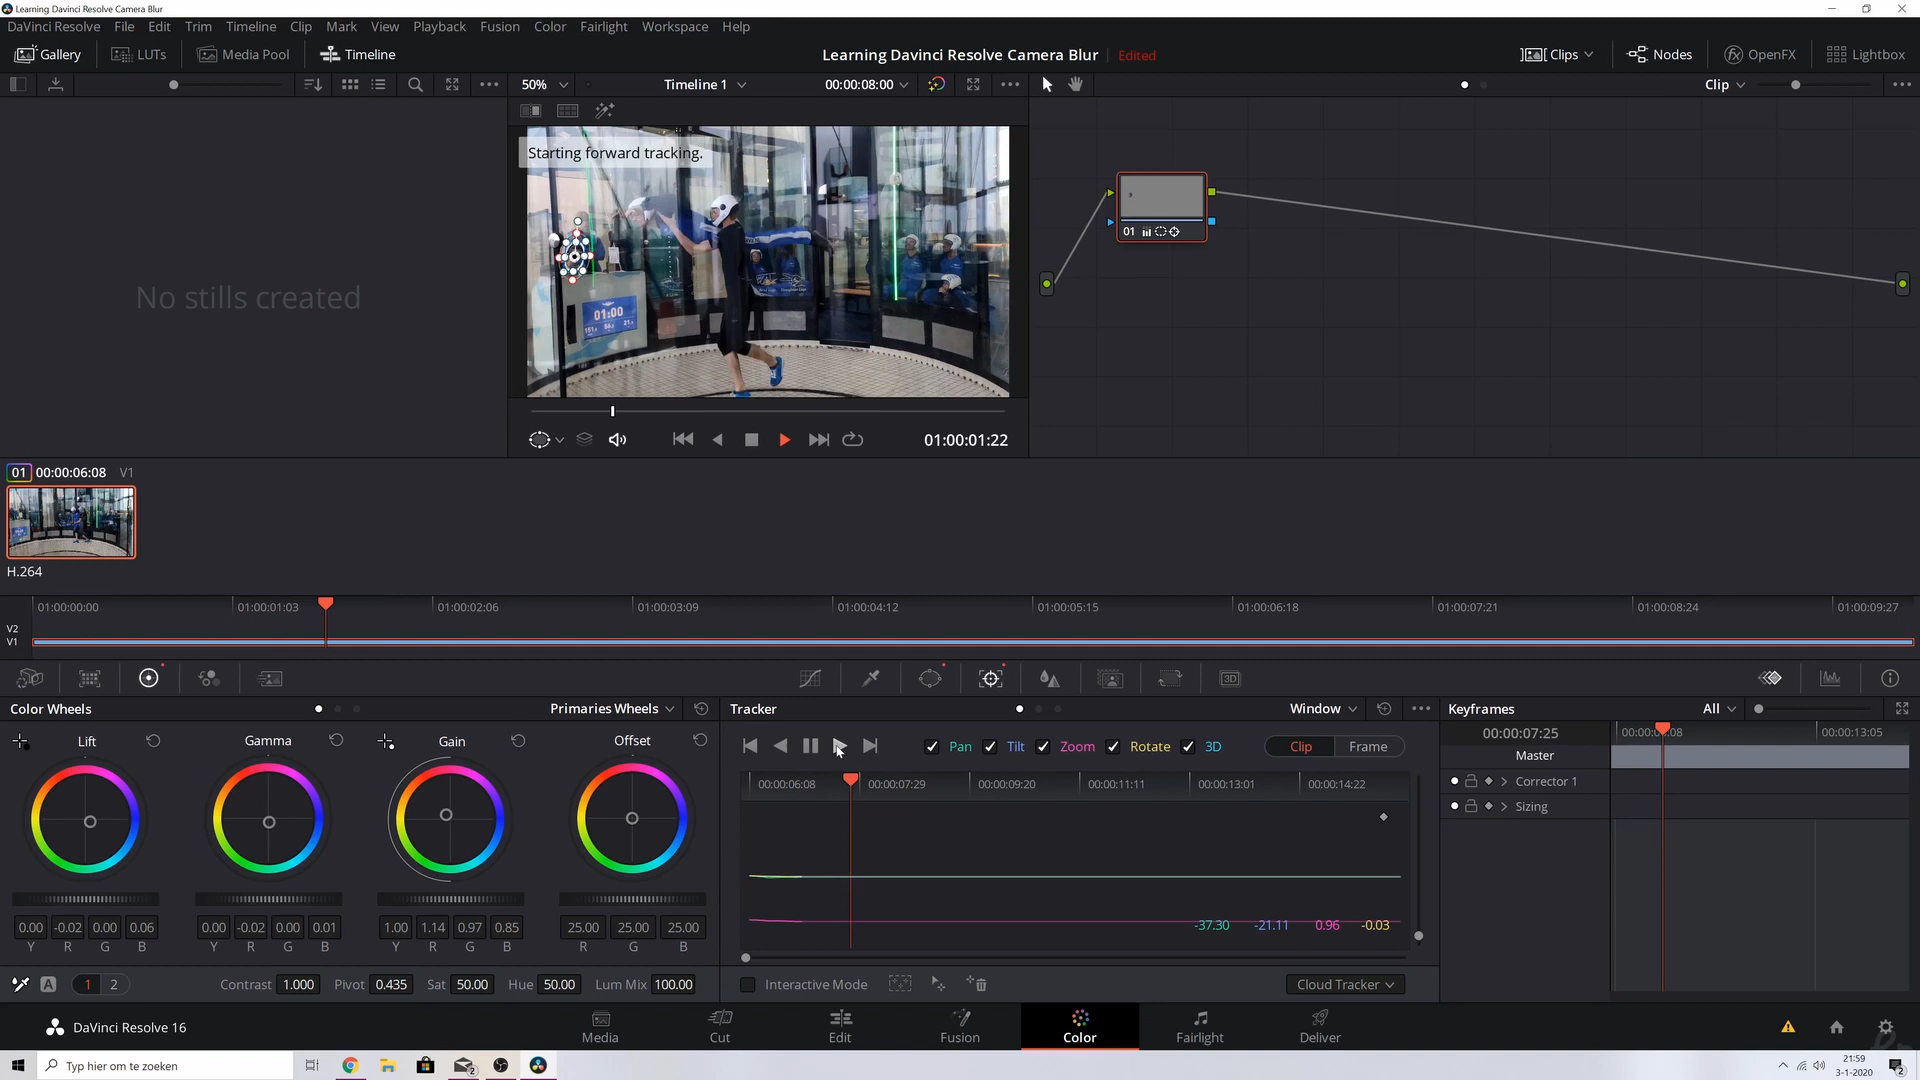 Learning Davinci Resolve Camera Blur
DaVinci Resolve File Edit Trim Timeline Clip Mark View Playback Fusion Color Fairlight Workspace Help
Gallery LUTs Media Pool Timeline Learning Davinci Resolve Camera Blur Edited Clips Nodes OpenFX Lightbox
50% Timeline 1 00:00:08:00 Clip
Starting forward tracking.
No stills created
01:00
01
01:00:01:22
01 00:00:06:08 V1
H.264
01:00:00:00 01:00:01:03 01:00:02:06 01:00:03:09 01:00:04:12 01:00:05:15 01:00:06:18 01:00:07:21 01:00:08:24 01:00:09:27
V2
V1
3D
Color Wheels Primaries Wheels Tracker Window Keyframes All
Lift Gamma Gain Offset
Pan Tilt Zoom Rotate 3D Clip Frame
00:00:07:25
Master
Corrector 1
Sizing
00:00:13:05
00:00:06:08 00:00:07:29 00:00:09:20 00:00:11:11 00:00:13:01 00:00:14:22
-37.30 -21.11 0.96 -0.03
0.00 -0.02 0.00 0.06 0.00 -0.02 0.00 0.01 1.00 1.14 0.97 0.85 25.00 25.00 25.00
Y R G B Y R G B Y R G B R G B
A 1 2 Contrast 1.000 Pivot 0.435 Sat 50.00 Hue 50.00 Lum Mix 100.00 Interactive Mode Cloud Tracker
DaVinci Resolve 16 Media Cut Edit Fusion Color Fairlight Deliver
Typ hier om te zoeken
2
21:59
3-1-2020
2